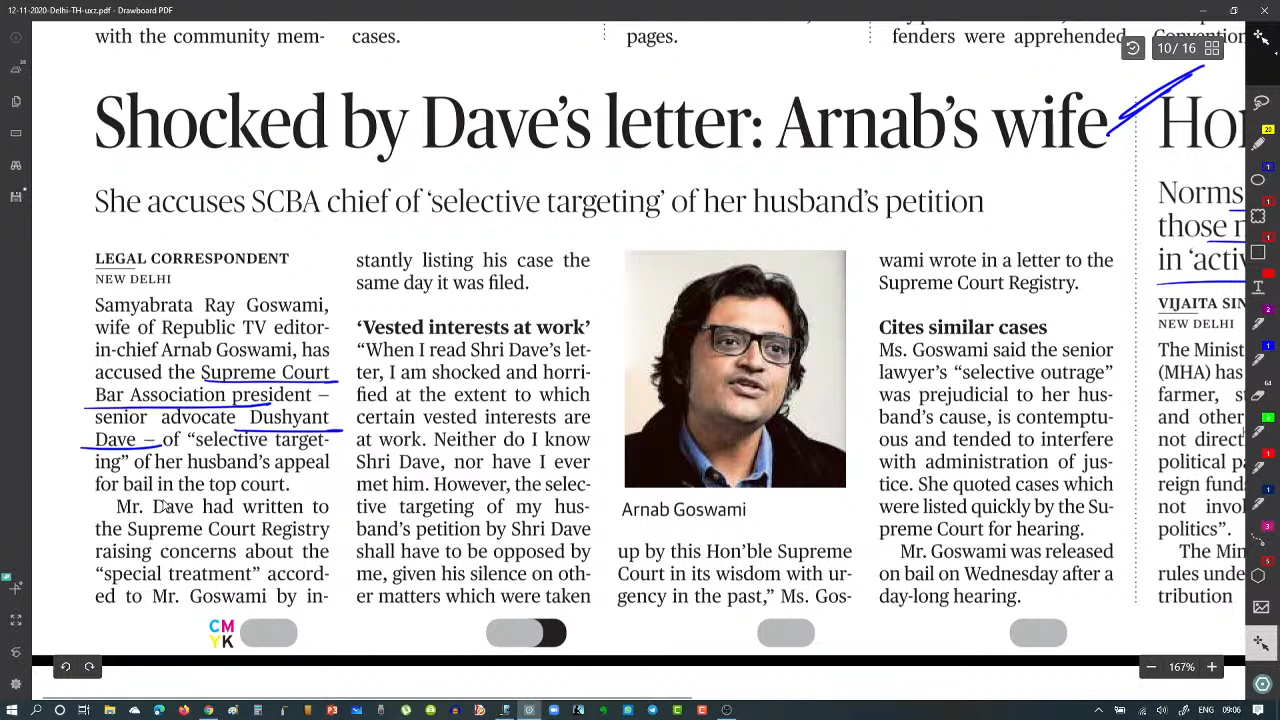 12-11-2020-Delhi-TH-uxz.pdf - Drawboard PDF
with the community mem-
cases.
pages.
fenders were apprehended
10/ 16
Shocked by Dave’s letter: Arnab’s wife
She accuses SCBA chief of ‘selective targeting’ of her husband’s petition
LEGAL CORRESPONDENT
NEW DELHI
Samyabrata Ray Goswami,
wife of Republic TV editor-
in-chief Arnab Goswami, has
accused the Supreme Court
Bar Association president –
senior advocate Dushyant
Dave – of “selective target-
ing” of her husband’s appeal
for bail in the top court.
Mr. Dave had written to
the Supreme Court Registry
raising concerns about the
“special treatment” accord-
ed to Mr. Goswami by in-
stantly listing his case the
same day it was filed.
‘Vested interests at work’
“When I read Shri Dave’s let-
ter, I am shocked and horri-
fied at the extent to which
certain vested interests are
at work. Neither do I know
Shri Dave, nor have I ever
met him. However, the selec-
tive targeting of my hus-
band’s petition by Shri Dave
shall have to be opposed by
me, given his silence on oth-
er matters which were taken
Arnab Goswami
up by this Hon’ble Supreme
Court in its wisdom with ur-
gency in the past,” Ms. Gos-
wami wrote in a letter to the
Supreme Court Registry.
Cites similar cases
Ms. Goswami said the senior
lawyer’s “selective outrage”
was prejudicial to her hus-
band’s cause, is contemptu-
ous and tended to interfere
with administration of jus-
tice. She quoted cases which
were listed quickly by the Su-
preme Court for hearing.
Mr. Goswami was released
on bail on Wednesday after a
day-long hearing.
Norms
those
in ‘activ
VIJAITA SIN
NEW DELHI
The Minist
(MHA) has
farmer, s
and other
not direct
political pa
reign fund
not invol
politics”.
The Min
rules unde
tribution
CM
YK
167%
ENG
09:06